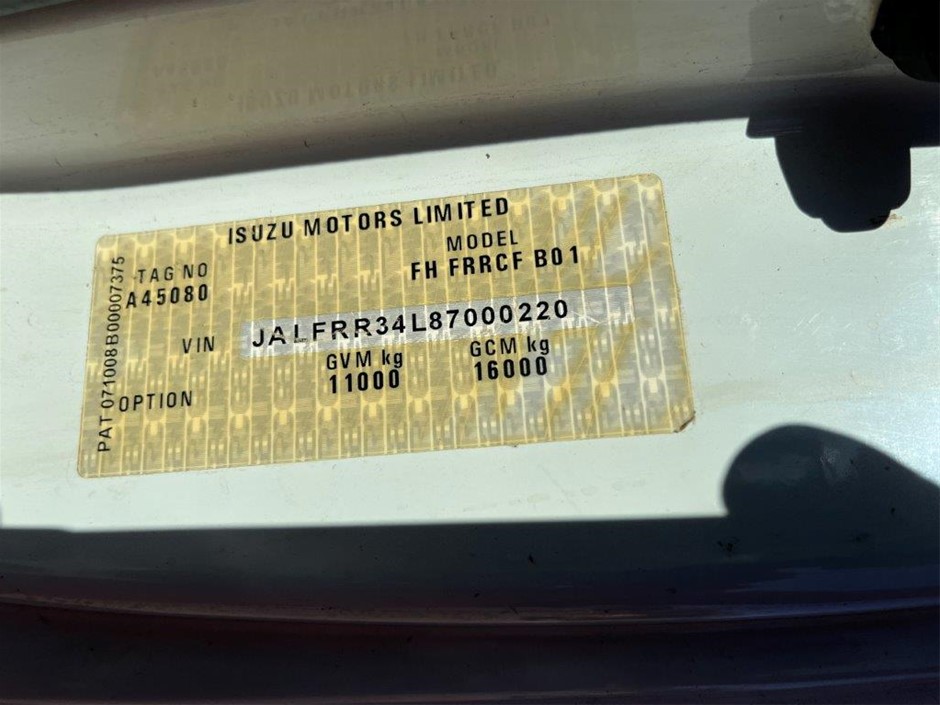 ISUZU MOTORS LIMITED
TAG NO
A45080
MODEL
FH FRRCF B01
VIN
JALFRR34L87000220
GVM kg
11000
GCM kg
16000
OPTION
PAT 071008B00007375